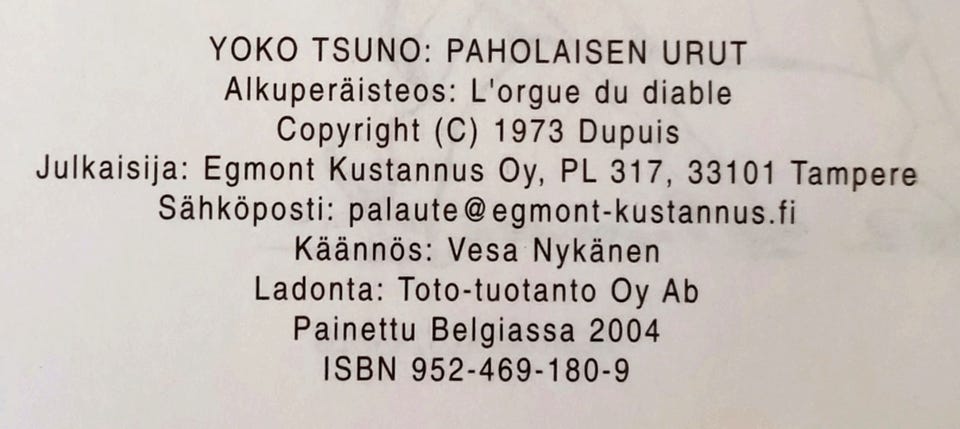 YOKO TSUNO: PAHOLAISEN URUT
Alkuperäisteos: L'orgue du diable
Copyright (C) 1973 Dupuis
Julkaisija: Egmont Kustannus Oy, PL 317, 33101 Tampere
Sähköposti: palaute@egmont-kustannus.fi
Käännös: Vesa Nykänen
Ladonta: Toto-tuotanto Oy Ab
Painettu Belgiassa 2004
ISBN 952-469-180-9